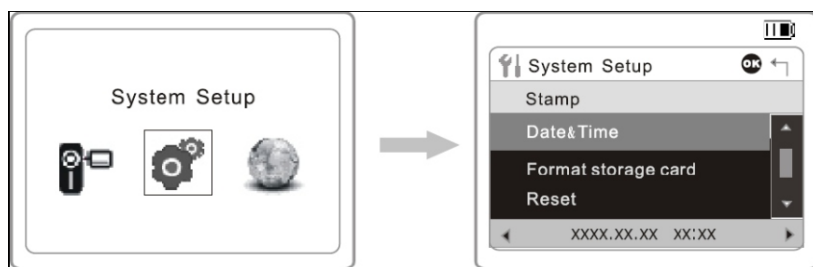 System Setup
System Setup OK
Stamp
Date&Time
Format storage card
Reset
XXXX.XX.XX XX:XX